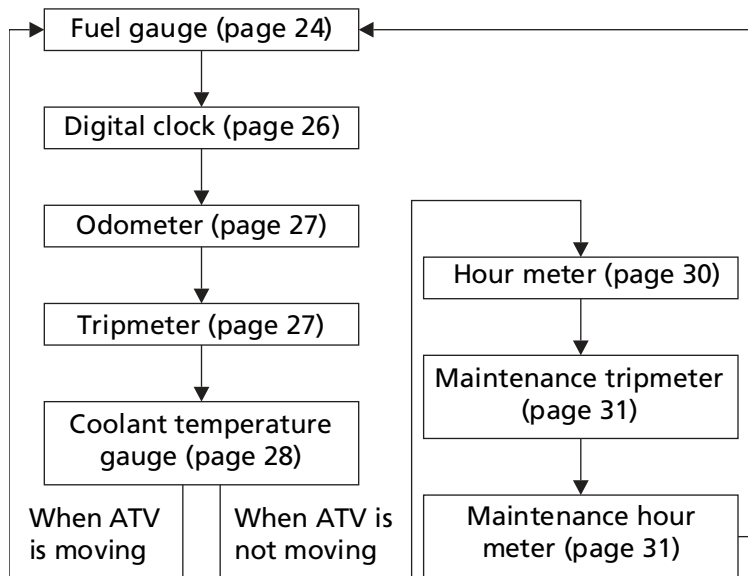 Fuel gauge (page 24)
Digital clock (page 26)
Odometer (page 27)
Tripmeter (page 27)
Coolant temperature
gauge (page 28)
When ATV
is moving
When ATV is
not moving
Hour meter (page 30)
Maintenance tripmeter
(page 31)
Maintenance hour
meter (page 31)